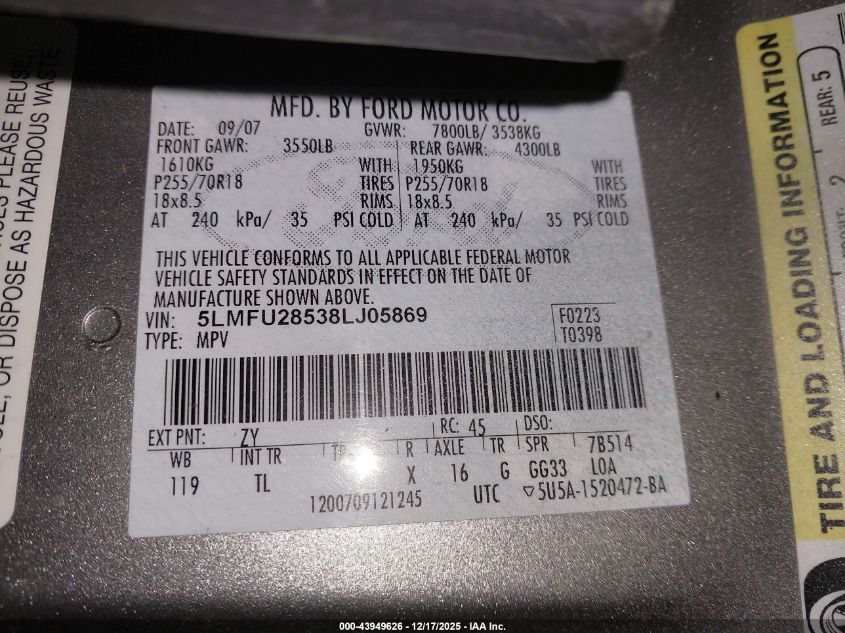 MFD. BY FORD MOTOR CO.
DATE: 09/07 GVWR: 7800LB/ 3538KG
FRONT GAWR: 3550LB REAR GAWR: 4300LB
1610KG WITH 1950KG WITH
P255/70R18 TIRES P255/70R18 TIRES
18x8.5 RIMS 18x8.5 RIMS
AT 240 kPa/ 35 PSI COLD AT 240 kPa/ 35 PSI COLD
THIS VEHICLE CONFORMS TO ALL APPLICABLE FEDERAL MOTOR
VEHICLE SAFETY STANDARDS IN EFFECT ON THE DATE OF
MANUFACTURE SHOWN ABOVE.
VIN: 5LMFU28538LJ05869 F0223
TYPE: MPV T0398
EXT PNT: ZY RC: 45 DSO:
WB INT TR R AXLE TR SPR 7B514
119 TL X 16 G GG33 LOA
1200709121245 UTC ▽5U5A-1520472-BA
PLEASE REUSE,
OR DISPOSE AS HAZARDOUS WASTE
TIRE AND LOADING INFORMATION
REAR: 5
2
000-43949626 - 12/17/2025 - IAA Inc.